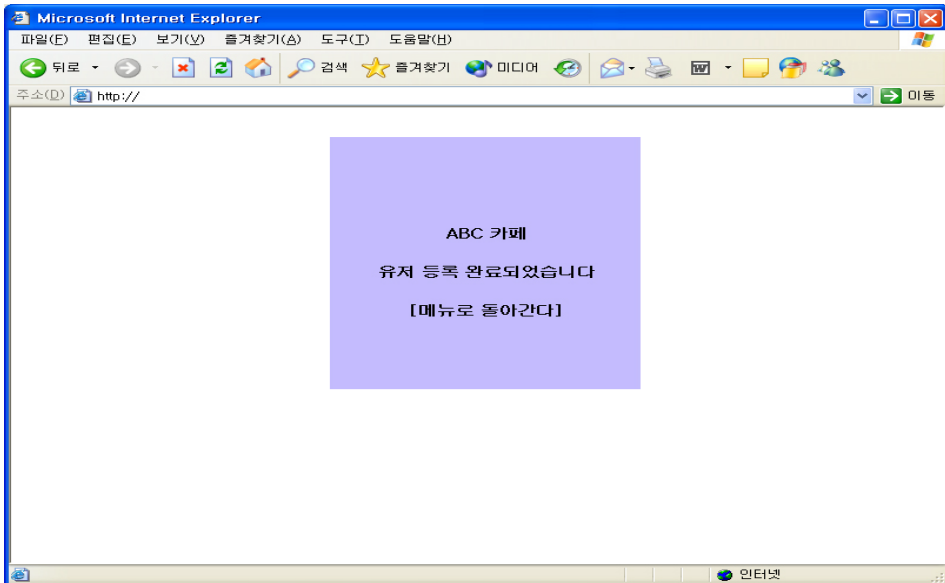 Microsoft Internet Explorer
파일(F) 편집(E) 보기(V) 즐겨찾기(A) 도구(T) 도움말(H)
뒤로 검색 즐겨찾기 미디어
주소(D) http:// 이동
ABC 카페
유저 등록 완료되었습니다
[메뉴로 돌아간다]
인터넷